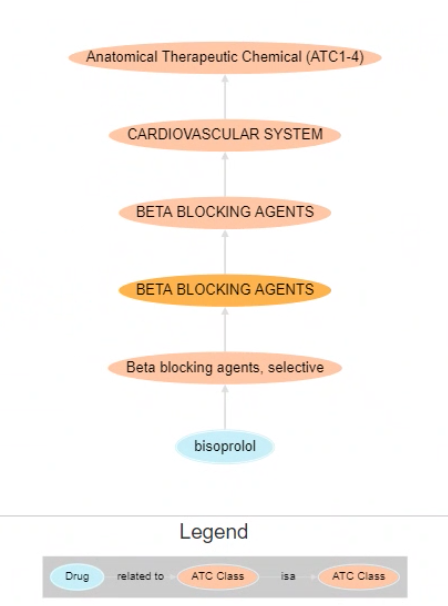 Anatomical Therapeutic Chemical (ATC1-4)
CARDIOVASCULAR SYSTEM
BETA BLOCKING AGENTS
BETA BLOCKING AGENTS
Beta blocking agents, selective
bisoprolol
Legend
Drug related to ATC Class isa ATC Class